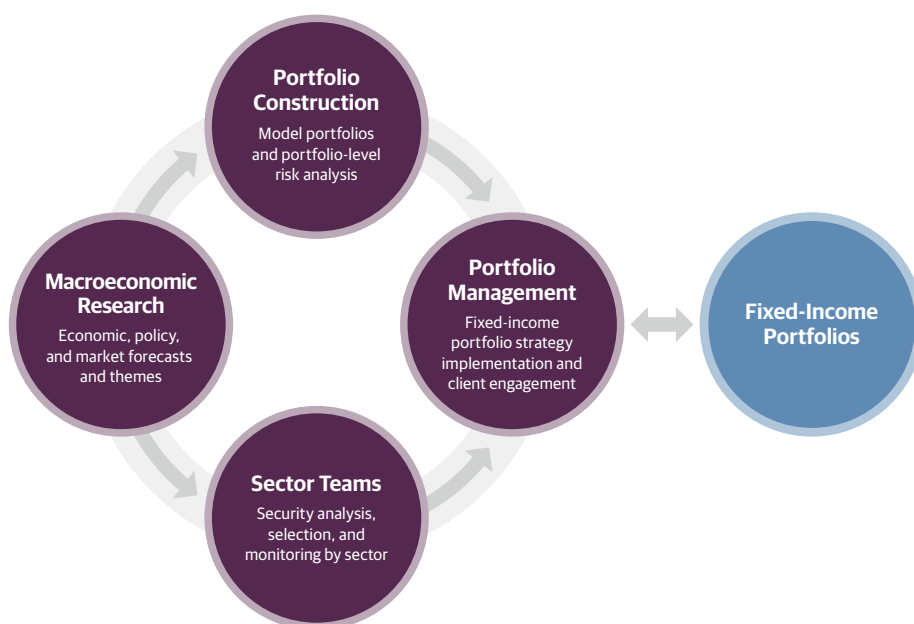 Portfolio
Construction
Model portfolios
and portfolio-level
risk analysis
Macroeconomic
Research
Economic, policy,
and market forecasts
and themes
Portfolio
Management
Fixed-income
portfolio strategy
implementation and
client engagement
Fixed-Income
Portfolios
Sector Teams
Security analysis,
selection, and
monitoring by sector